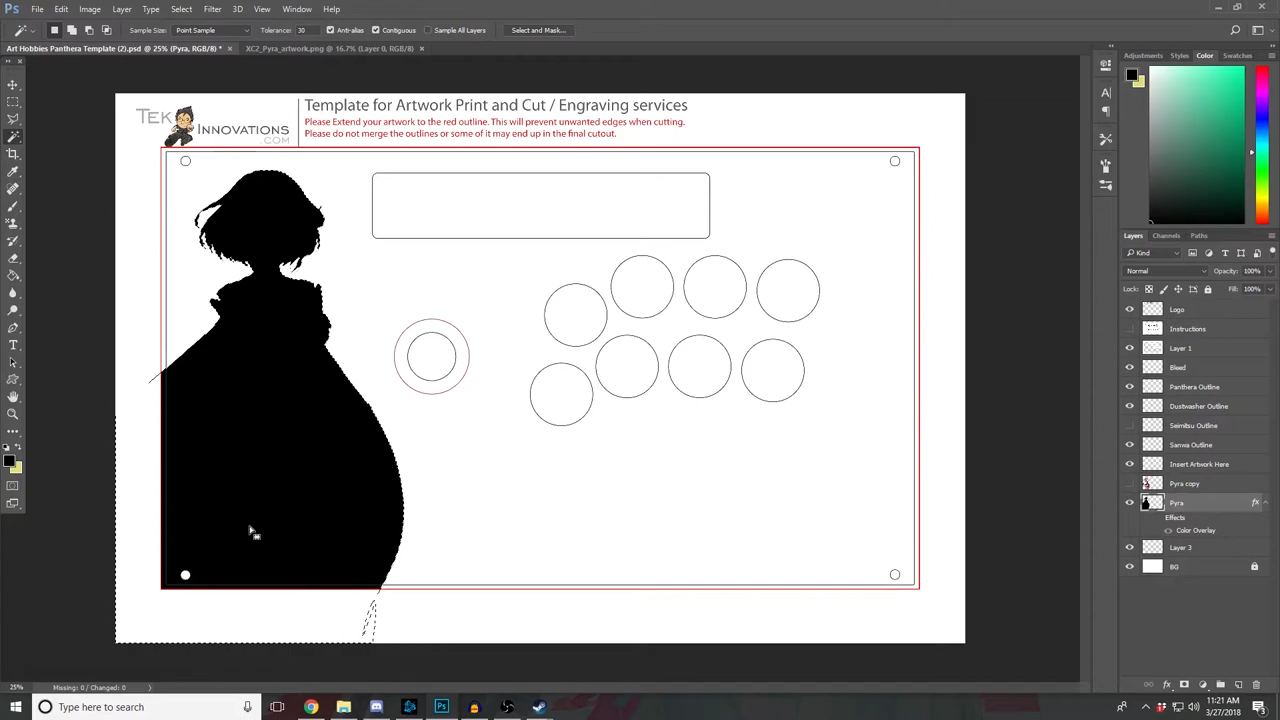 Ps File Edit Image Layer Type Select Filter 3D View Window Help
Sample Size: Point Sample Tolerance: 30 Anti-alias Contiguous Sample All Layers Select and Mask...
Art Hobbies Panthera Template (2).psd @ 25% (Pyra, RGB/8) * × XC2_Pyra_artwork.png @ 16.7% (Layer 0, RGB/8) ×
Adjustments Styles Color Swatches
TEK INNOVATIONS .COM
Template for Artwork Print and Cut / Engraving services
Please Extend your artwork to the red outline. This will prevent unwanted edges when cutting.
Please do not merge the outlines or some of it may end up in the final cutout.
Layers Channels Paths
Kind
Normal Opacity: 100%
Lock: Fill: 100%
Logo
Instructions
Layer 1
Bleed
Panthera Outline
Dustwasher Outline
Seimitsu Outline
Sanwa Outline
Insert Artwork Here
Pyra copy
Pyra fx
Effects
Color Overlay
Layer 3
BG
25% Missing: 0 / Changed: 0
Type here to search
11:21 AM
3/27/2018